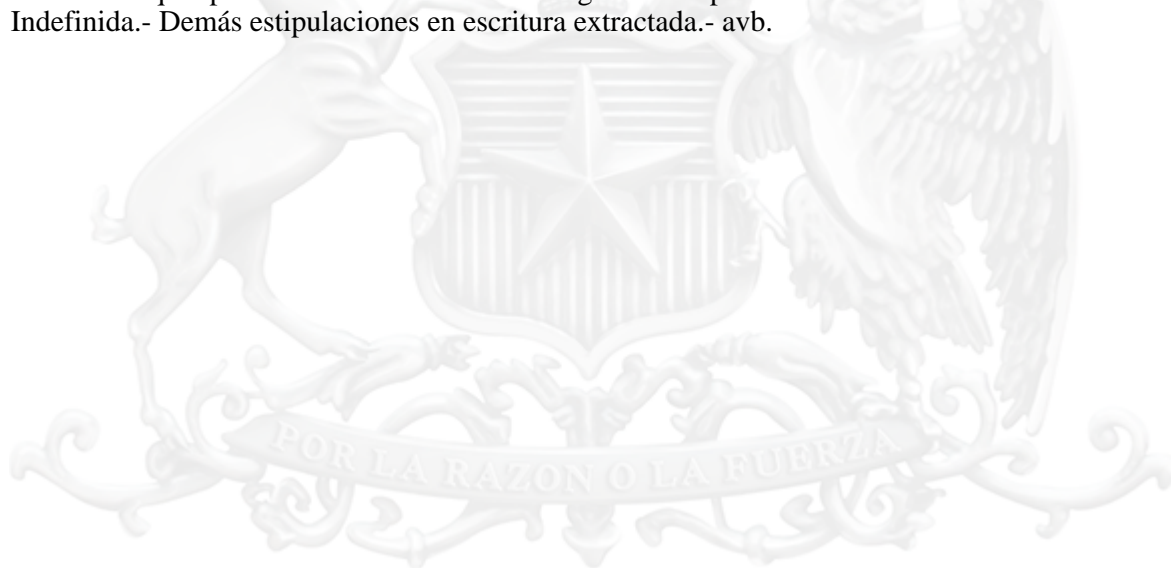 Indefinida.- Demás estipulaciones en escritura extractada.- avb.
POR LA RAZON O LA FUERZA